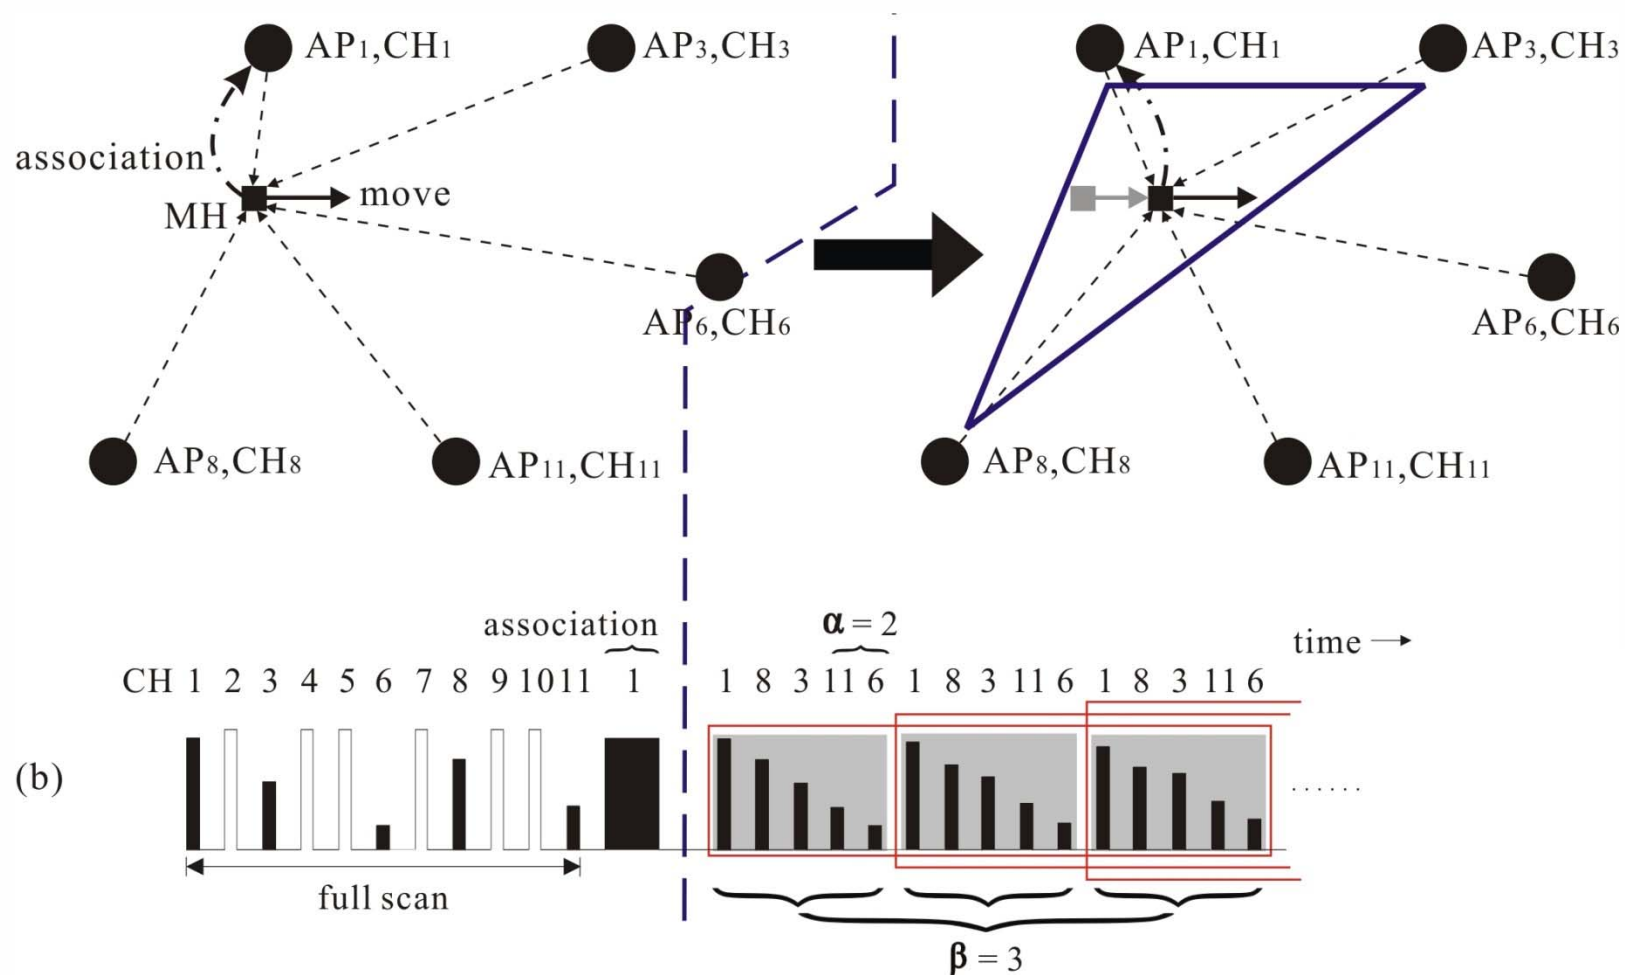 AP1,CH1
AP3,CH3
AP1,CH1
AP3,CH3
association
move
MH
AP6,CH6
AP6,CH6
AP8,CH8
AP11,CH11
AP8,CH8
AP11,CH11
association
α = 2
time
CH 1 2 3 4 5 6 7 8 9 10 11 1
1 8 3 11 6 1 8 3 11 6 1 8 3 11 6
(b)
......
full scan
β = 3